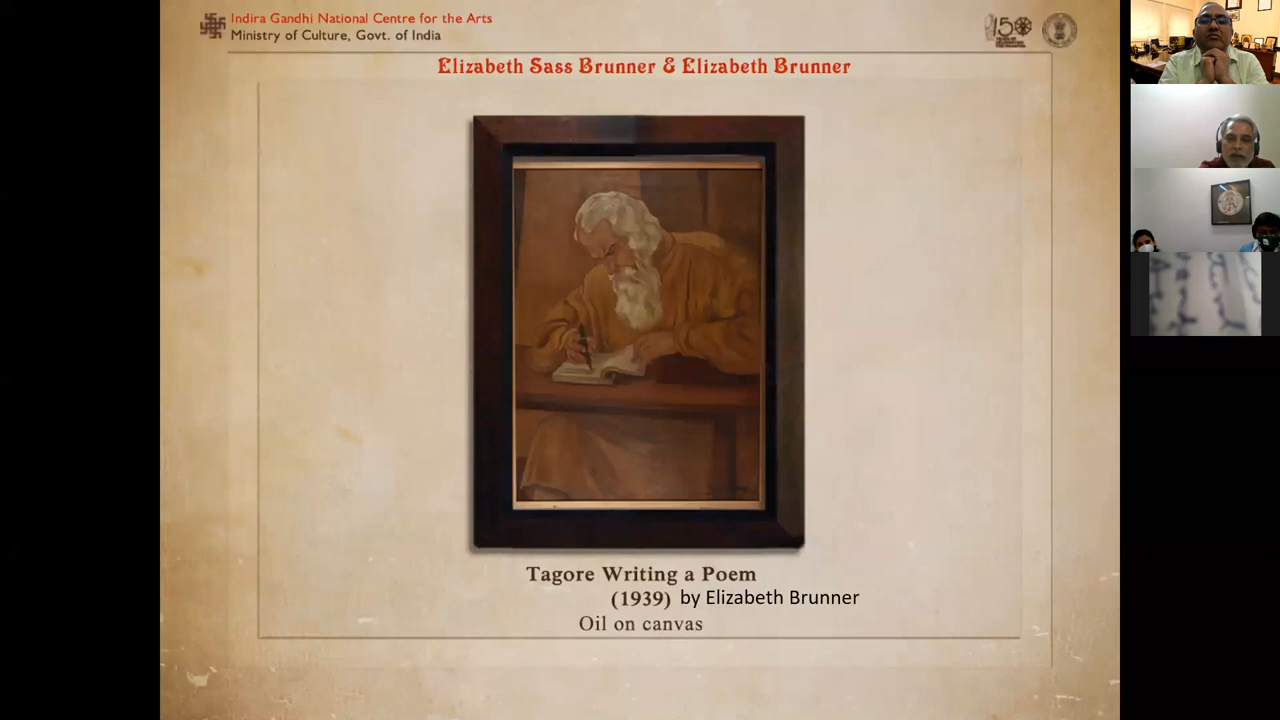 Indira Gandhi National Centre for the Arts
Ministry of Culture, Govt. of India
150
Elizabeth Sass Brunner & Elizabeth Brunner
Tagore Writing a Poem
(1939) by Elizabeth Brunner
Oil on canvas